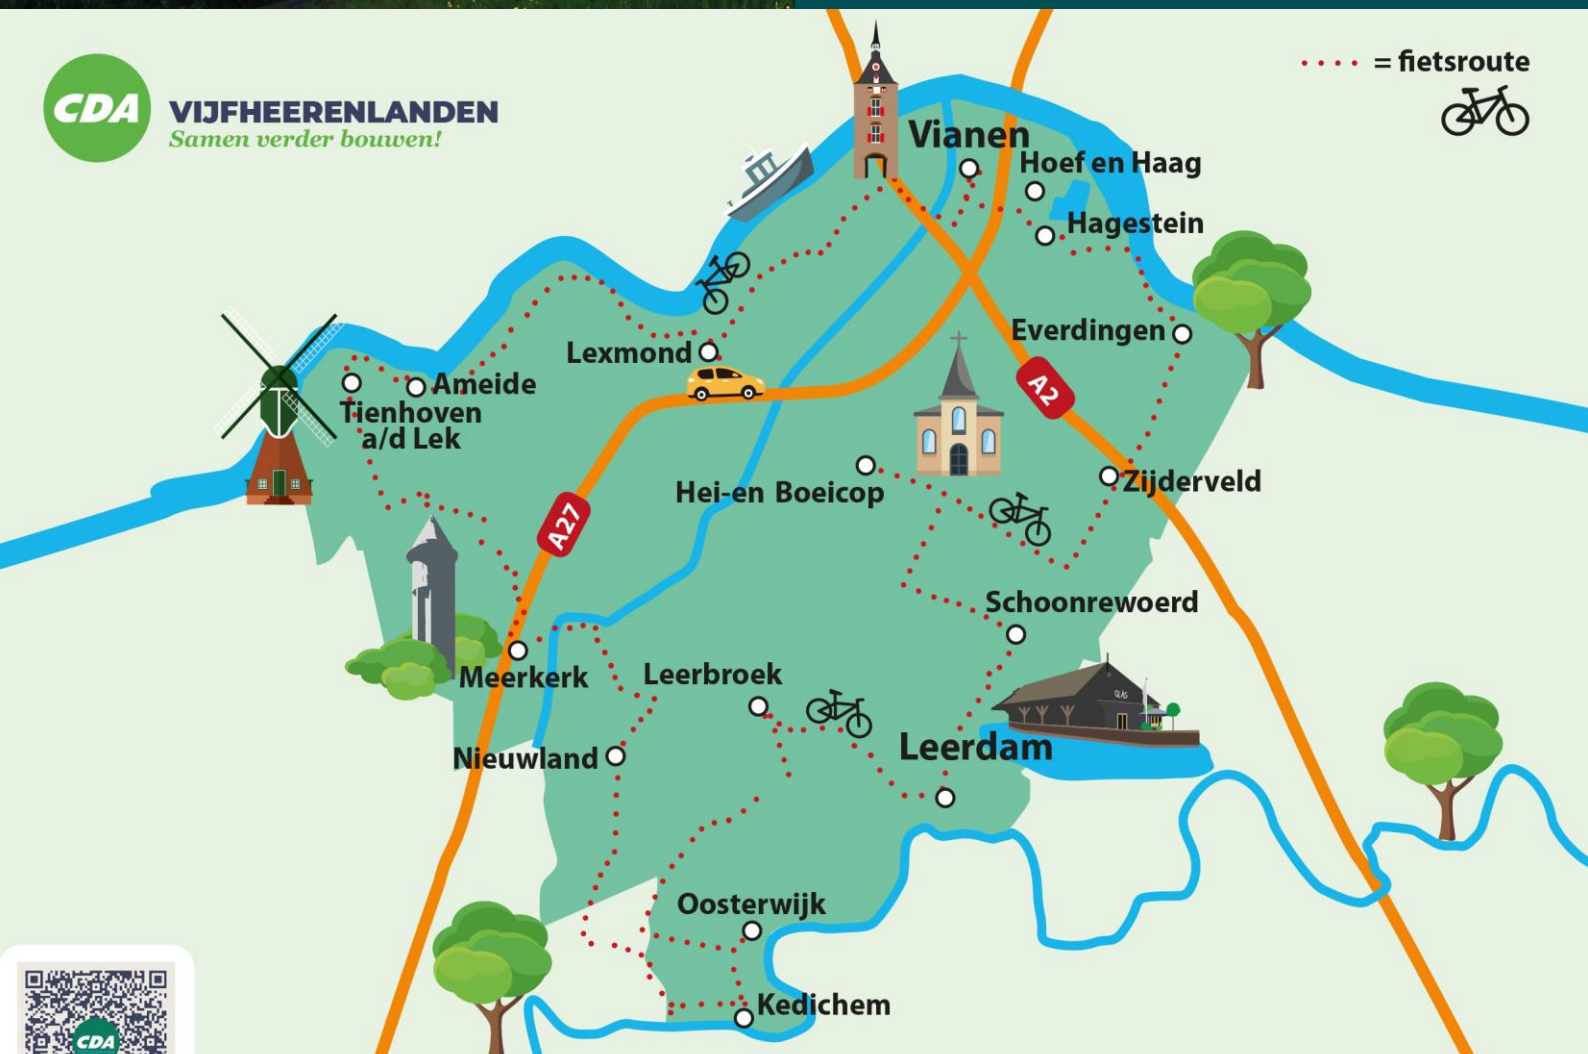 CDA
VIJFHEERENLANDEN
Samen verder bouwen!
= fietsroute
Vianen
Hoef en Haag
Hagestein
Everdingen
Lexmond
Ameide
Tienhoven
a/d Lek
A2
Zijderveld
Hei-en Boeicop
A27
Schoonrewoerd
Meerkerk
Leerbroek
GLAS
Leerdam
Nieuwland
Oosterwijk
Kedichem
CDA